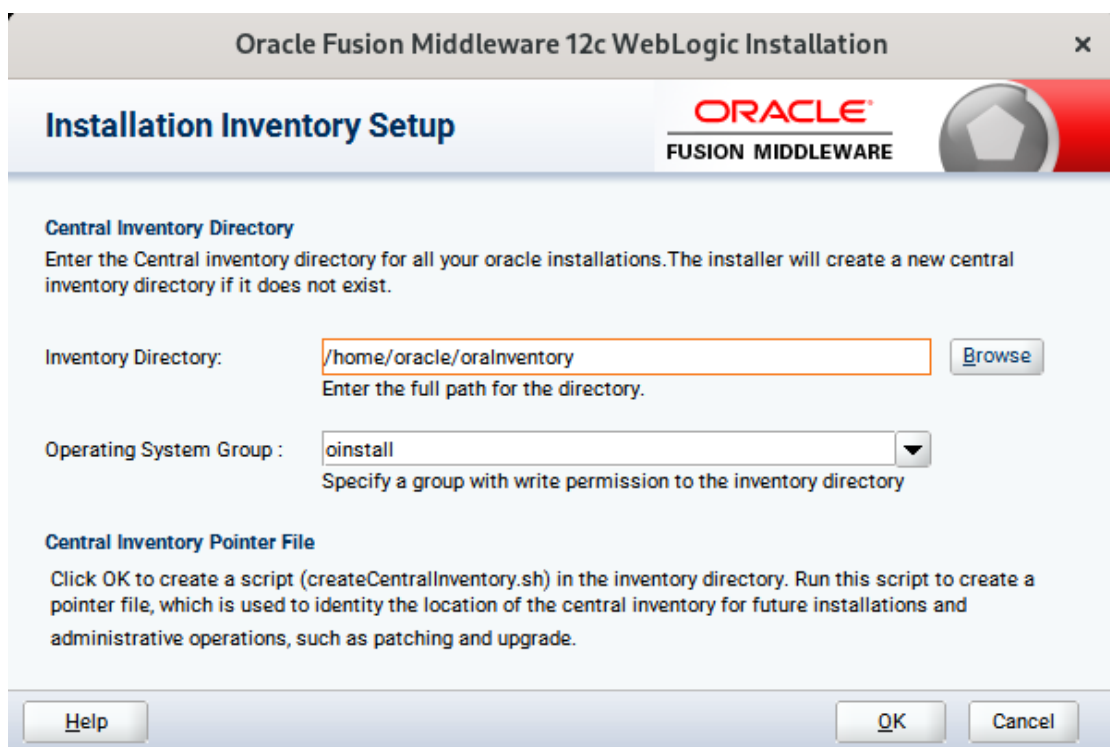 Oracle Fusion Middleware 12c WebLogic Installation
Installation Inventory Setup
ORACLE
FUSION MIDDLEWARE
Central Inventory Directory
Enter the Central inventory directory for all your oracle installations.The installer will create a new central
inventory directory if it does not exist.
Inventory Directory:
/home/oracle/oraInventory
Browse
Enter the full path for the directory.
Operating System Group :
oinstall
Specify a group with write permission to the inventory directory
Central Inventory Pointer File
Click OK to create a script (createCentralInventory.sh) in the inventory directory. Run this script to create a
pointer file, which is used to identity the location of the central inventory for future installations and
administrative operations, such as patching and upgrade.
Help
OK
Cancel